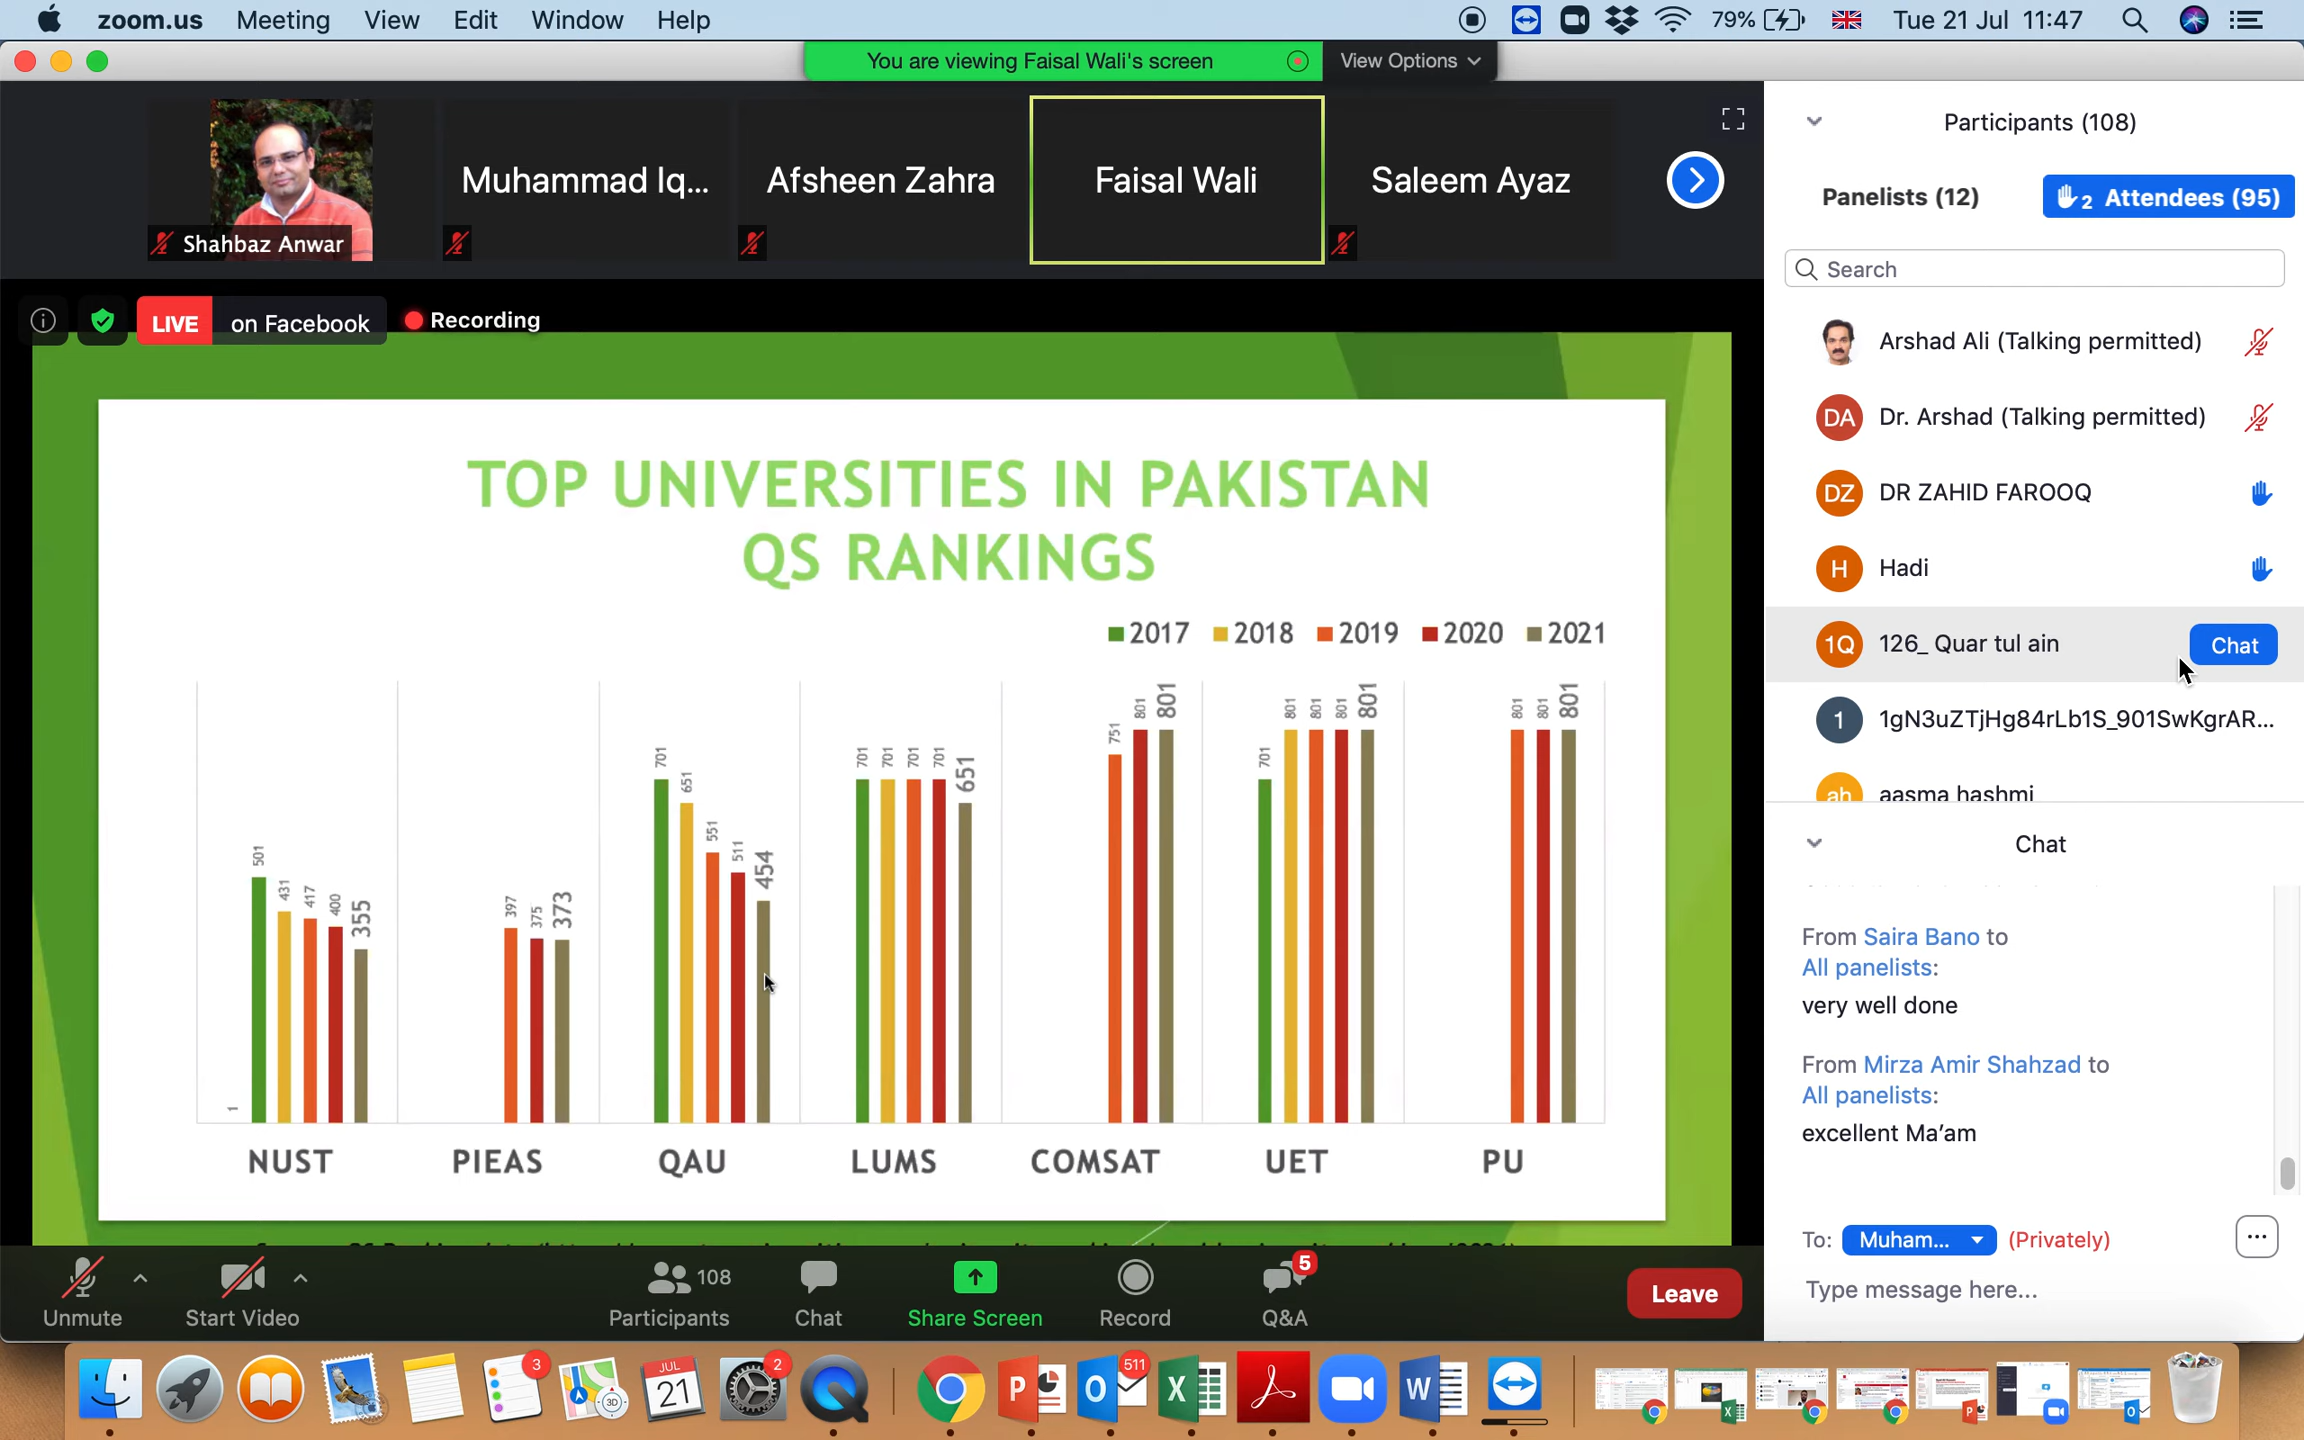 zoom.us Meeting View Edit Window Help 79% Tue 21 Jul 11:47
You are viewing Faisal Wali's screen View Options
Shahbaz Anwar
Muhammad Iq...
Afsheen Zahra
Faisal Wali
Saleem Ayaz
LIVE on Facebook Recording
TOP UNIVERSITIES IN PAKISTAN
QS RANKINGS
2017 2018 2019 2020 2021
1 501 431 417 400 355
397 375 373
701 651 551 511 454
701 701 701 701 651
751 801 801
701 801 801 801 801
801 801 801
NUST PIEAS QAU LUMS COMSAT UET PU
Participants (108)
Panelists (12) 2 Attendees (95)
Search
Arshad Ali (Talking permitted)
DA Dr. Arshad (Talking permitted)
DZ DR ZAHID FAROOQ
H Hadi
1Q 126_ Quar tul ain Chat
1 1gN3uZTjHg84rLb1S_901SwKgrAR...
ah aasma hashmi
Chat
From Saira Bano to
All panelists:
very well done
From Mirza Amir Shahzad to
All panelists:
excellent Ma'am
To: Muham... (Privately)
Type message here...
Unmute
Start Video
108
Participants
Chat
Share Screen
Record
5
Q&A
Leave
3
3D
JUL
21
2
P
O
511
X
W